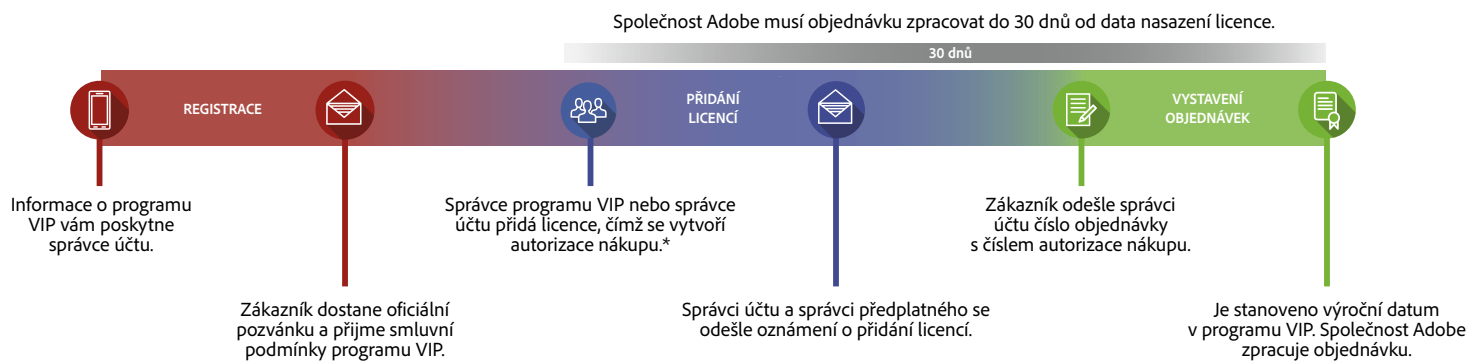 Společnost Adobe musí objednávku zpracovat do 30 dnů od data nasazení licence.
30 dnů
REGISTRACE
PŘIDÁNÍ
LICENCÍ
VYSTAVENÍ
OBJEDNÁVEK
Informace o programu
VIP vám poskytne
správce účtu.
Zákazník dostane oficiální
pozvánku a přijme smluvní
podmínky programu VIP.
Správce programu VIP nebo správce
účtu přidá licence, čímž se vytvoří
autorizace nákupu.*
Správci účtu a správci předplatného se
odešle oznámení o přidání licencí.
Zákazník odešle správci
účtu číslo objednávky
s číslem autorizace nákupu.
Je stanoveno výroční datum
v programu VIP. Společnost Adobe
zpracuje objednávku.